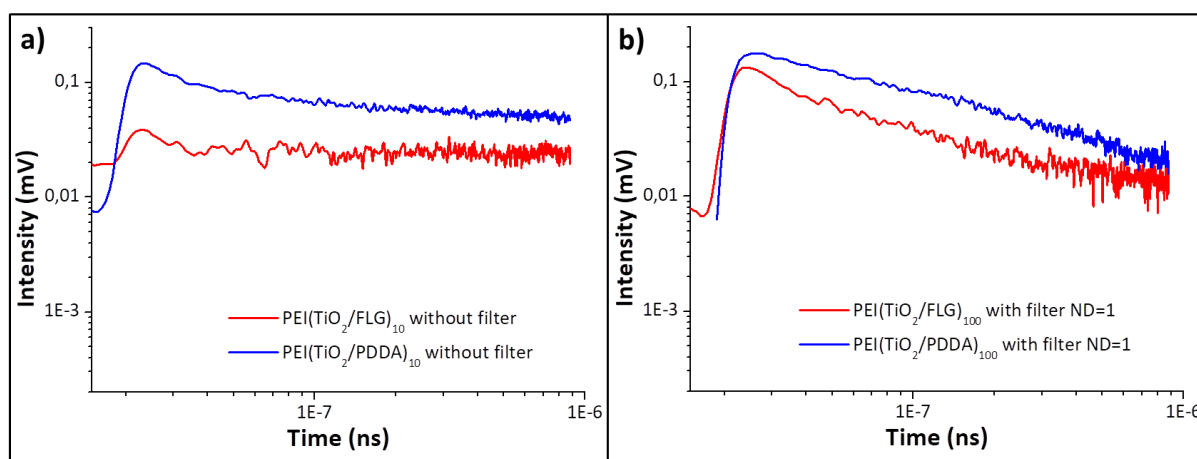 a)
Intensity (mV)
0,1
0,01
1E-3
PEI(TiO₂/FLG)₁₀ without filter
PEI(TiO₂/PDDA)₁₀ without filter
1E-7
1E-6
Time (ns)
b)
Intensity (mV)
0,1
0,01
1E-3
PEI(TiO₂/FLG)₁₀₀ with filter ND=1
PEI(TiO₂/PDDA)₁₀₀ with filter ND=1
1E-7
1E-6
Time (ns)